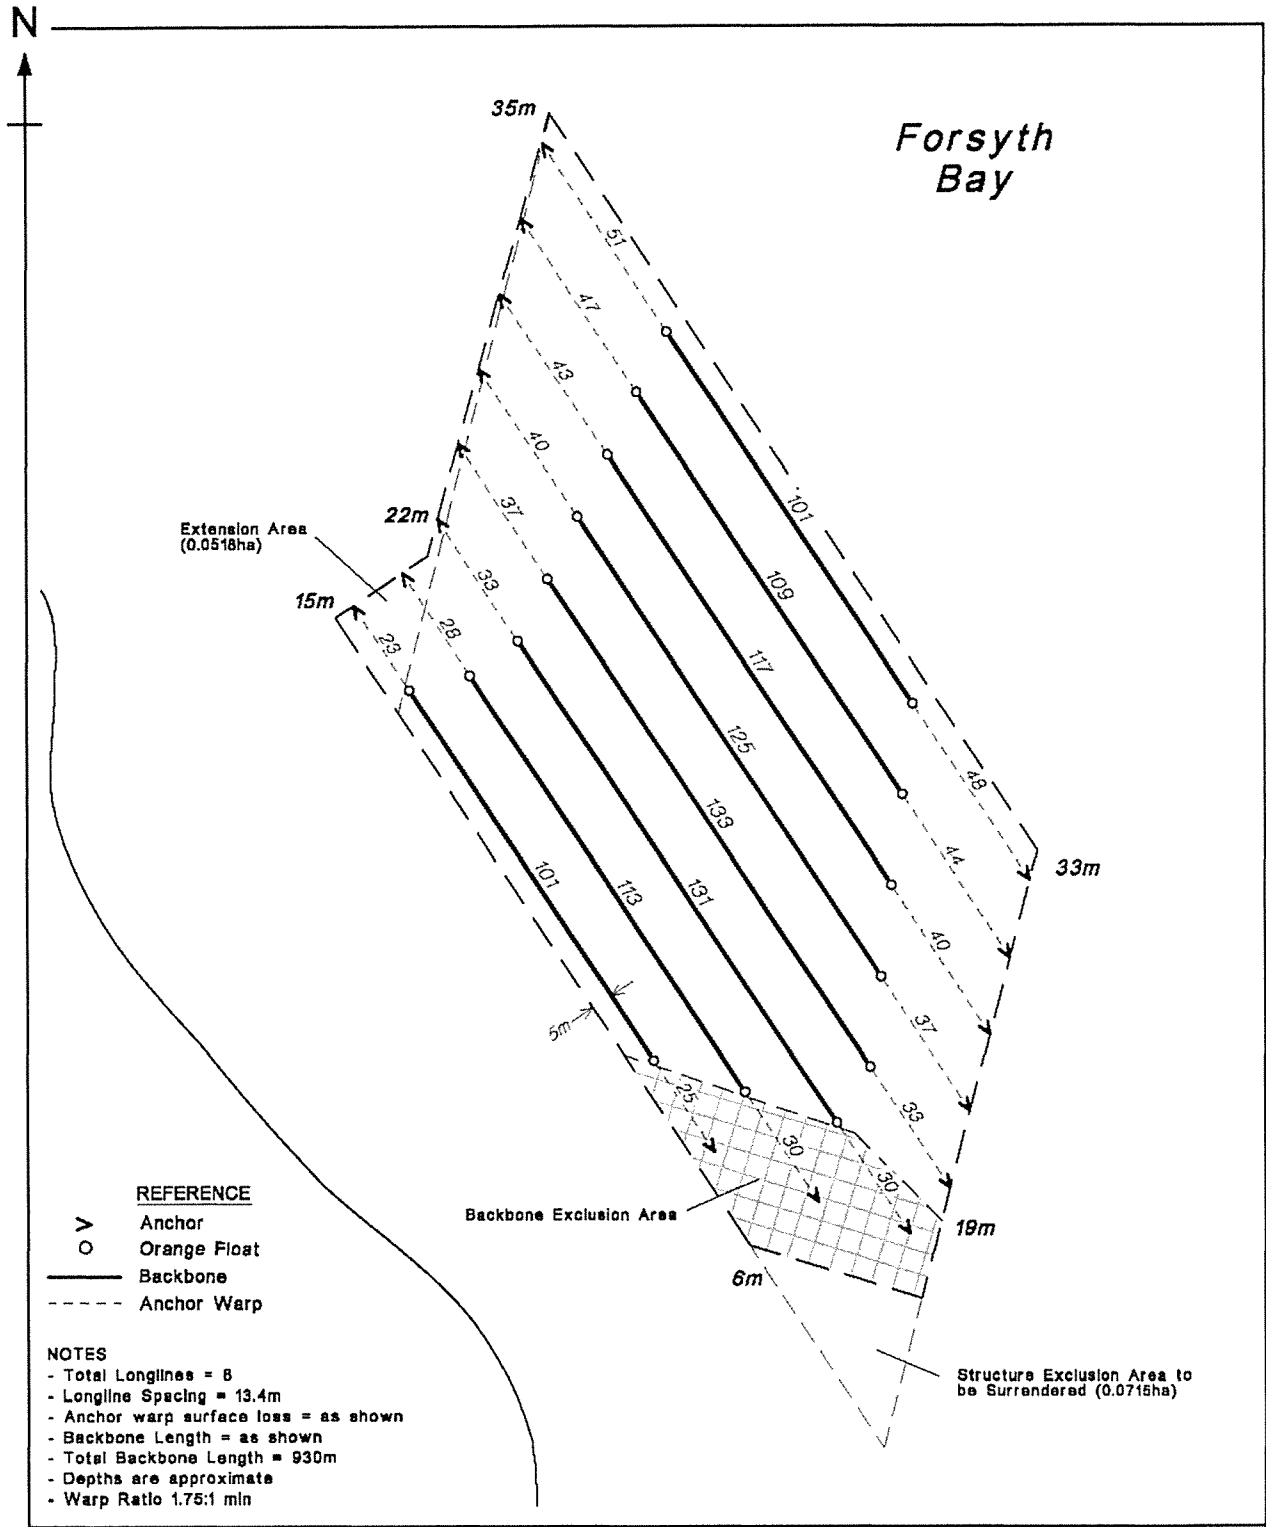 N
35m
Forsyth
Bay
51
47
43
40
101
37
22m
Extension Area
(0.0518ha)
33
109
15m
28
23
117
125
48
133
44
33m
101
113
131
40
37
5m
25
33
30
30
REFERENCE
Anchor
Orange Float
Backbone
Anchor Warp
Backbone Exclusion Area
19m
6m
NOTES
- Total Longlines = 8
- Longline Spacing = 13.4m
- Anchor warp surface loss = as shown
- Backbone Length = as shown
- Total Backbone Length = 930m
- Depths are approximate
- Warp Ratio 1.75:1 min
Structure Exclusion Area to
be Surrendered (0.0715ha)